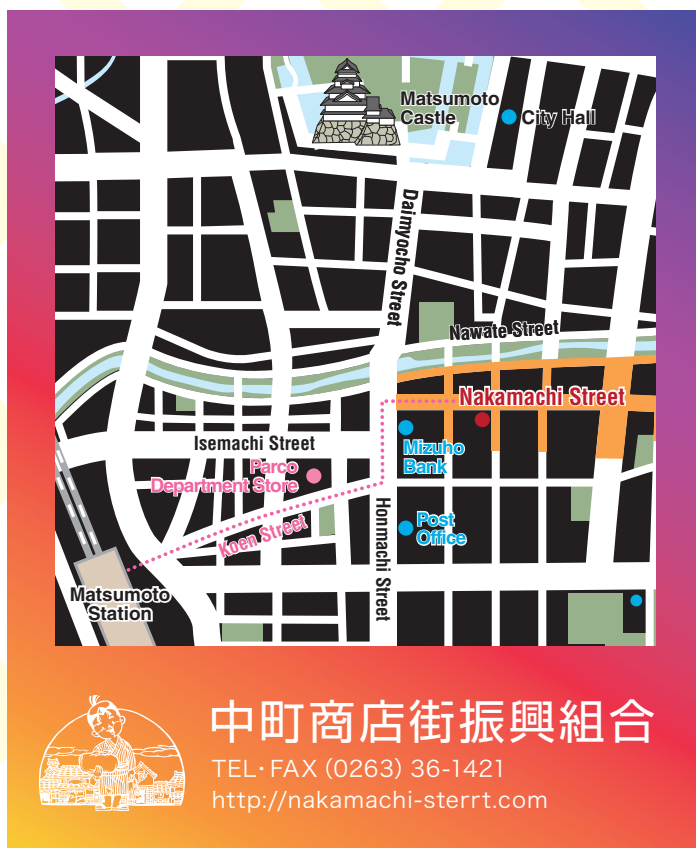 Matsumoto
Castle
City Hall
Daimyocho Street
Nawate Street
Nakamachi Street
Isemachi Street
Mizuho
Bank
Parco
Department Store
Koen Street
Honmachi Street
Post
Office
Matsumoto
Station
中町商店街振興組合
TEL･FAX (0263) 36-1421
http://nakamachi-sterrt.com